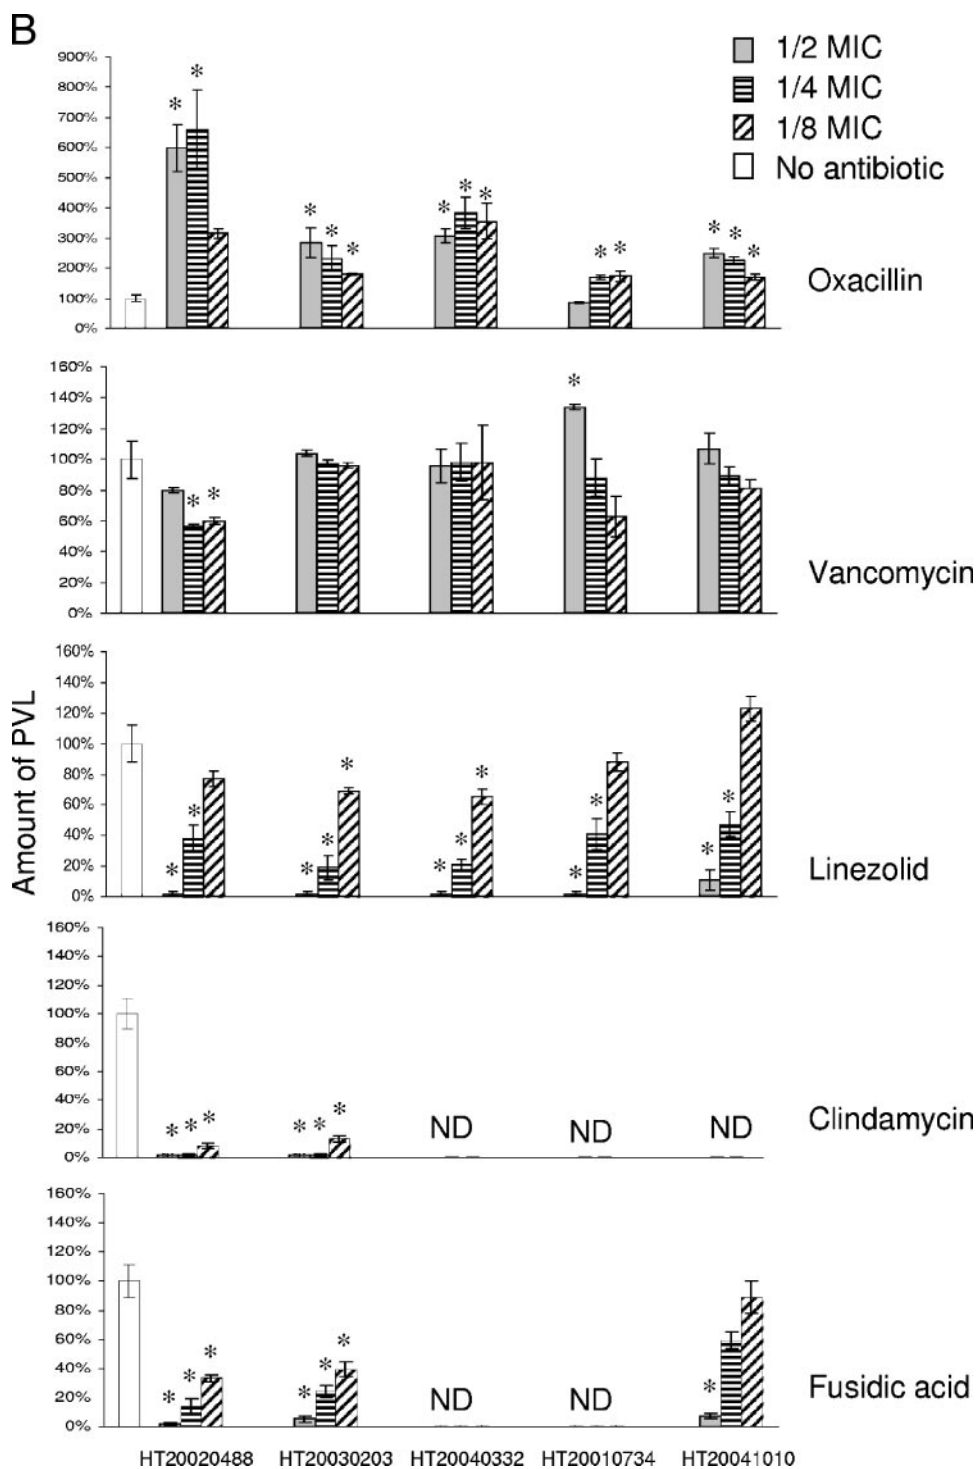 B
1/2 MIC
1/4 MIC
1/8 MIC
No antibiotic
Amount of PVL
900%
800%
700%
600%
500%
400%
300%
200%
100%
0%
* *
* * *
* * *
* *
* * *
Oxacillin
160%
140%
120%
100%
80%
60%
40%
20%
0%
* *
*
Vancomycin
160%
140%
120%
100%
80%
60%
40%
20%
0%
* *
* * *
* * *
* *
* *
Linezolid
160%
140%
120%
100%
80%
60%
40%
20%
0%
* * *
* * *
ND
ND
ND
Clindamycin
160%
140%
120%
100%
80%
60%
40%
20%
0%
* * *
* * *
ND
ND
*
Fusidic acid
HT20020488 HT20030203 HT20040332 HT20010734 HT20041010